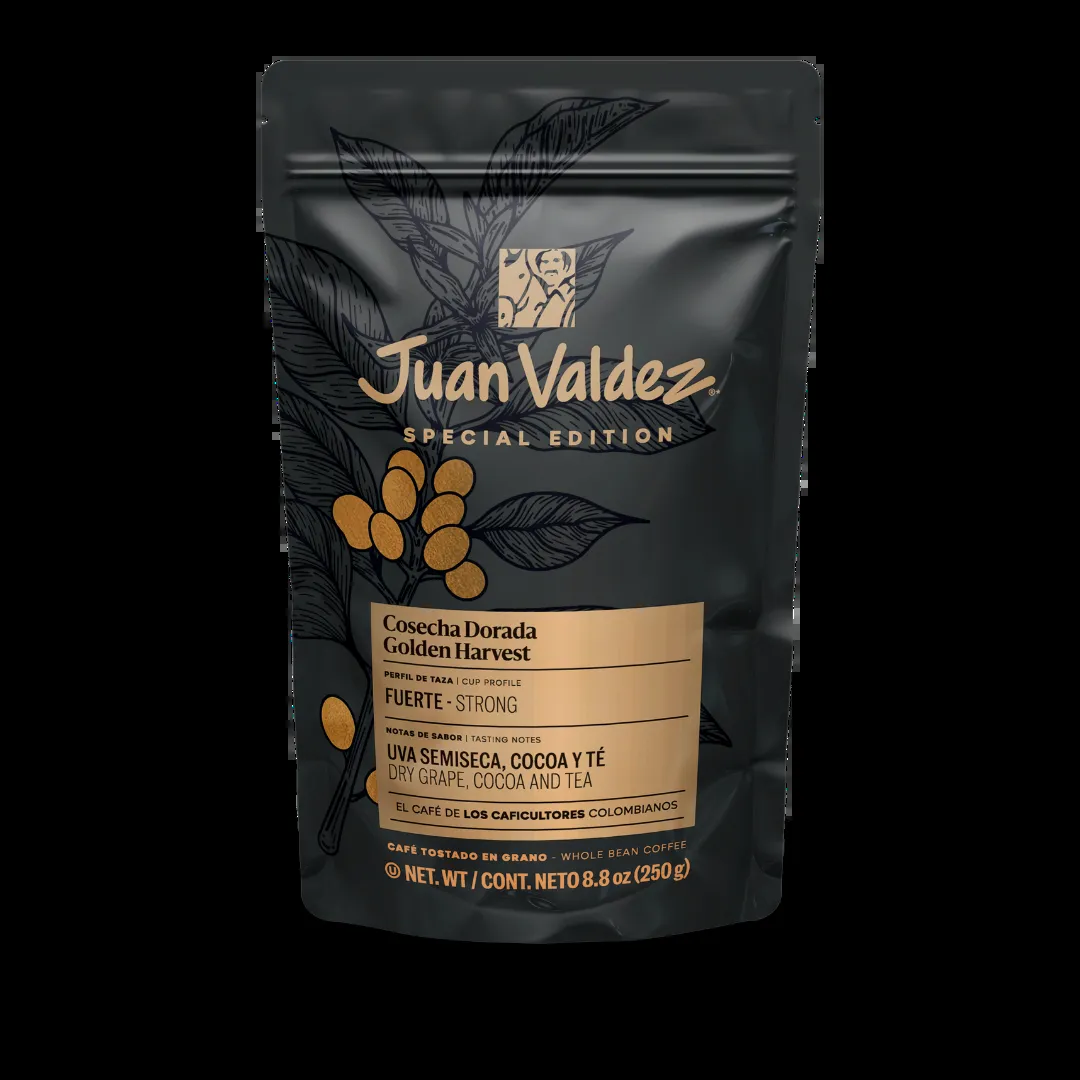 Juan Valdez®*
SPECIAL EDITION
Cosecha Dorada
Golden Harvest
PERFIL DE TAZA | CUP PROFILE
FUERTE - STRONG
NOTAS DE SABOR | TASTING NOTES
UVA SEMISECA, COCOA Y TÉ
DRY GRAPE, COCOA AND TEA
EL CAFÉ DE LOS CAFICULTORES COLOMBIANOS
CAFÉ TOSTADO EN GRANO - WHOLE BEAN COFFEE
Ⓤ NET. WT / CONT. NETO 8.8 oz (250 g)